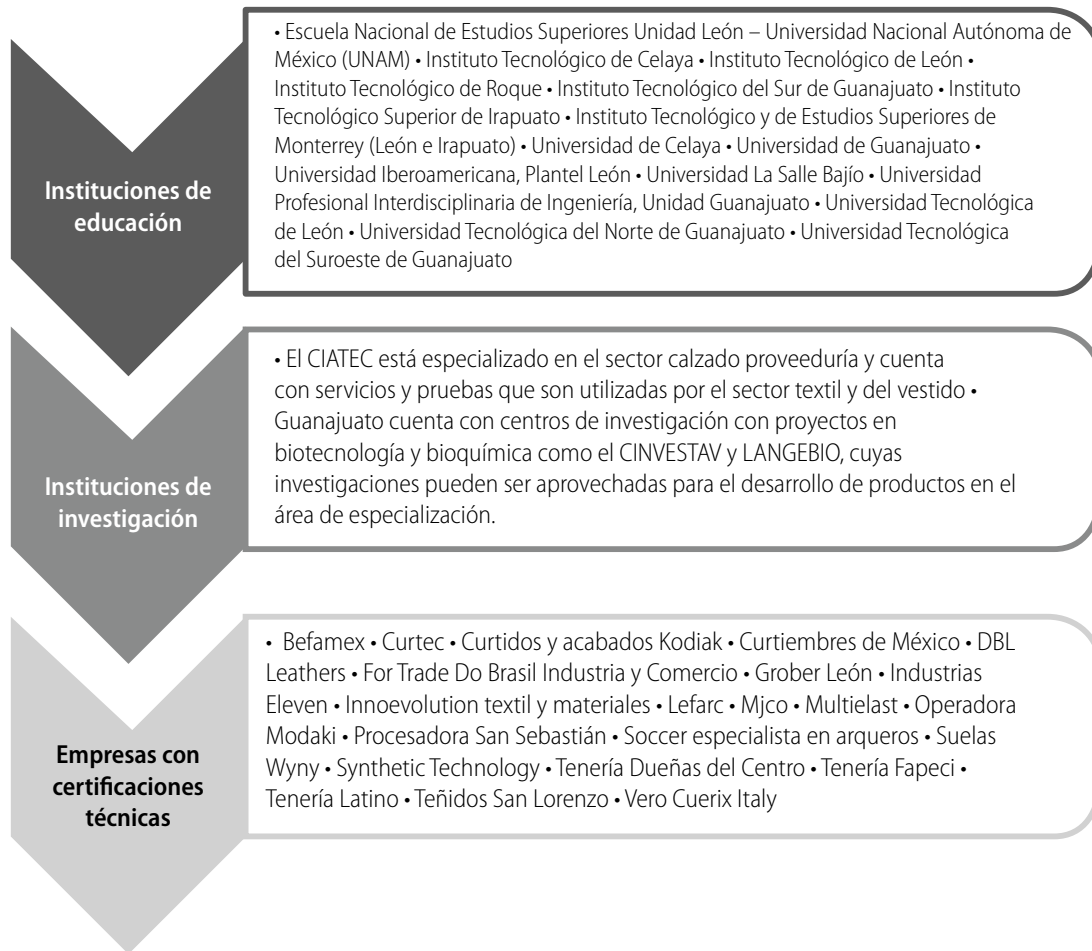 Instituciones de
educación
• Escuela Nacional de Estudios Superiores Unidad León – Universidad Nacional Autónoma de
México (UNAM) • Instituto Tecnológico de Celaya • Instituto Tecnológico de León •
Instituto Tecnológico de Roque • Instituto Tecnológico del Sur de Guanajuato • Instituto
Tecnológico Superior de Irapuato • Instituto Tecnológico y de Estudios Superiores de
Monterrey (León e Irapuato) • Universidad de Celaya • Universidad de Guanajuato •
Universidad Iberoamericana, Plantel León • Universidad La Salle Bajío • Universidad
Profesional Interdisciplinaria de Ingeniería, Unidad Guanajuato • Universidad Tecnológica
de León • Universidad Tecnológica del Norte de Guanajuato • Universidad Tecnológica
del Suroeste de Guanajuato
Instituciones de
investigación
• El CIATEC está especializado en el sector calzado proveeduría y cuenta
con servicios y pruebas que son utilizadas por el sector textil y del vestido •
Guanajuato cuenta con centros de investigación con proyectos en
biotecnología y bioquímica como el CINVESTAV y LANGEBIO, cuyas
investigaciones pueden ser aprovechadas para el desarrollo de productos en el
área de especialización.
Empresas con
certificaciones
técnicas
• Befamex • Curtec • Curtidos y acabados Kodiak • Curtiembres de México • DBL
Leathers • For Trade Do Brasil Industria y Comercio • Grober León • Industrias
Eleven • Innoevolution textil y materiales • Lefarc • Mjco • Multielast • Operadora
Modaki • Procesadora San Sebastián • Soccer especialista en arqueros • Suelas
Wyny • Synthetic Technology • Tenería Dueñas del Centro • Tenería Fapeci •
Tenería Latino • Teñidos San Lorenzo • Vero Cuerix Italy